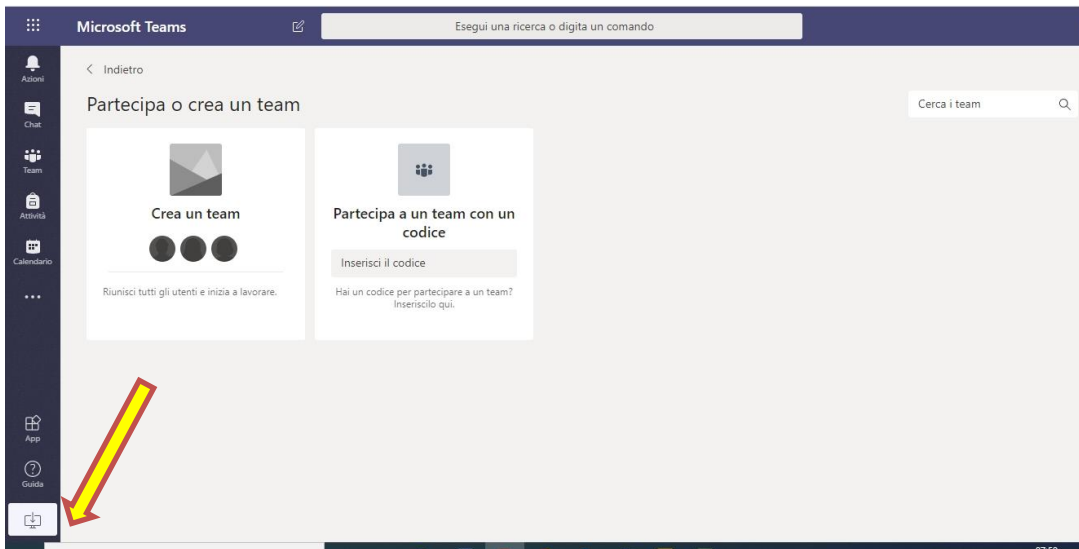 Microsoft Teams
Esegui una ricerca o digita un comando
Azioni
Chat
Team
Attività
Calendario
App
Guida
Indietro
Partecipa o crea un team
Cerca i team
Crea un team
Riunisci tutti gli utenti e inizia a lavorare.
Partecipa a un team con un
codice
Inserisci il codice
Hai un codice per partecipare a un team?
Inseriscilo qui.